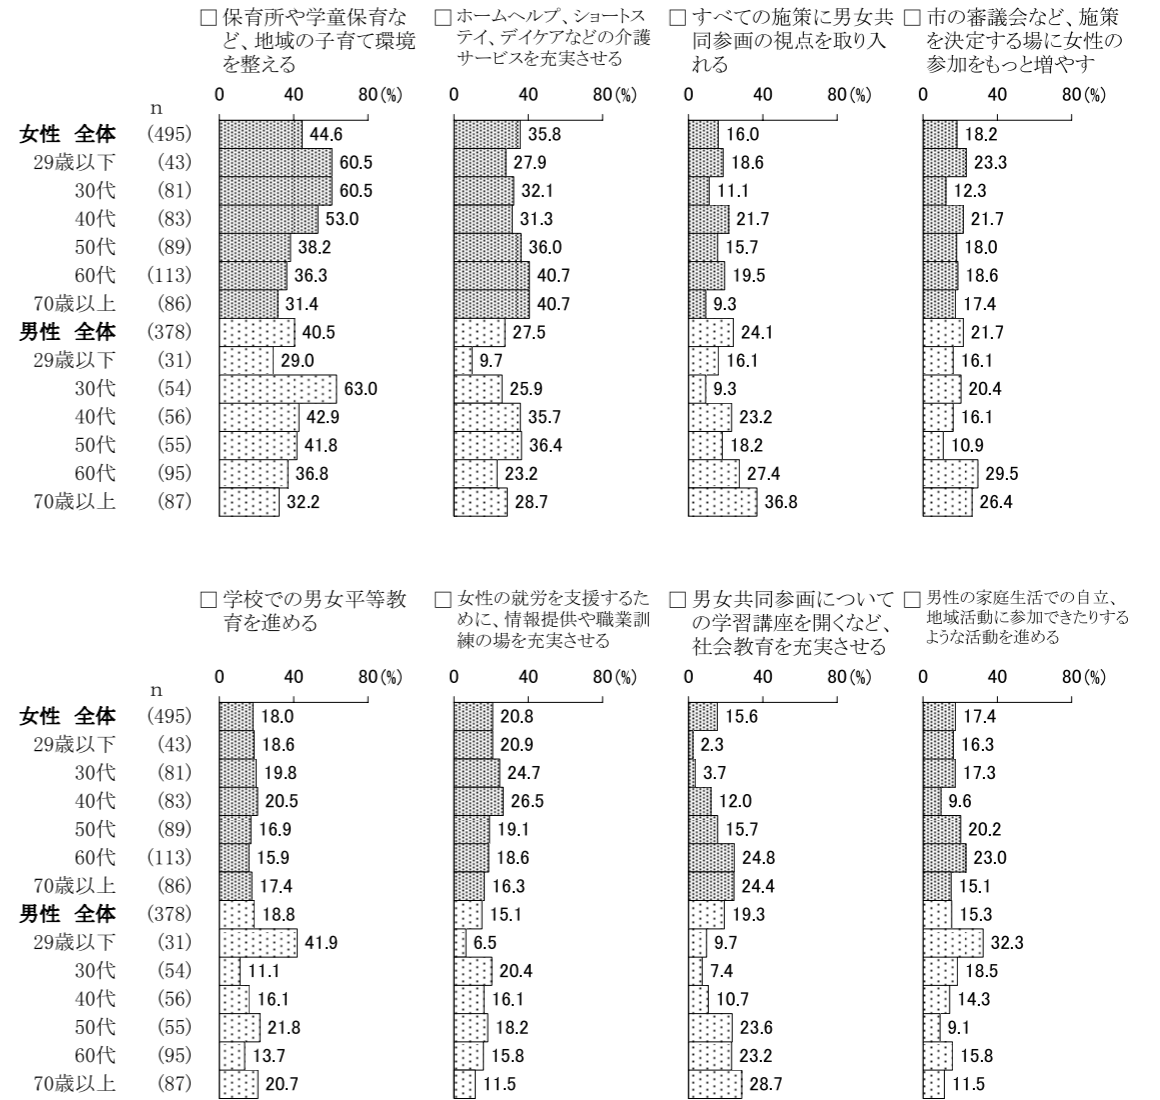 □ 保育所や学童保育な □ ホームヘルプ、ショートス □ すべての施策に男女共 □ 市の審議会など、施策
ど、地域の子育て環境 テイ、デイケアなどの介護 同参画の視点を取り入 を決定する場に女性の
を整える サービスを充実させる れる 参加をもっと増やす
0 40 80(%) 0 40 80(%) 0 40 80(%) 0 40 80(%)
n
女性 全体 (495) 44.6 35.8 16.0 18.2
29歳以下 (43) 60.5 27.9 18.6 23.3
30代 (81) 60.5 32.1 11.1 12.3
40代 (83) 53.0 31.3 21.7 21.7
50代 (89) 38.2 36.0 15.7 18.0
60代 (113) 36.3 40.7 19.5 18.6
70歳以上 (86) 31.4 40.7 9.3 17.4
男性 全体 (378) 40.5 27.5 24.1 21.7
29歳以下 (31) 29.0 9.7 16.1 16.1
30代 (54) 63.0 25.9 9.3 20.4
40代 (56) 42.9 35.7 23.2 16.1
50代 (55) 41.8 36.4 18.2 10.9
60代 (95) 36.8 23.2 27.4 29.5
70歳以上 (87) 32.2 28.7 36.8 26.4
□ 学校での男女平等教 □ 女性の就労を支援するた □ 男女共同参画について □ 男性の家庭生活での自立、
育を進める めに、情報提供や職業訓 の学習講座を開くなど、 地域活動に参加できたりする
練の場を充実させる 社会教育を充実させる ような活動を進める
0 40 80(%) 0 40 80(%) 0 40 80(%) 0 40 80(%)
n
女性 全体 (495) 18.0 20.8 15.6 17.4
29歳以下 (43) 18.6 20.9 2.3 16.3
30代 (81) 19.8 24.7 3.7 17.3
40代 (83) 20.5 26.5 12.0 9.6
50代 (89) 16.9 19.1 15.7 20.2
60代 (113) 15.9 18.6 24.8 23.0
70歳以上 (86) 17.4 16.3 24.4 15.1
男性 全体 (378) 18.8 15.1 19.3 15.3
29歳以下 (31) 41.9 6.5 9.7 32.3
30代 (54) 11.1 20.4 7.4 18.5
40代 (56) 16.1 16.1 10.7 14.3
50代 (55) 21.8 18.2 23.6 9.1
60代 (95) 13.7 15.8 23.2 15.8
70歳以上 (87) 20.7 11.5 28.7 11.5